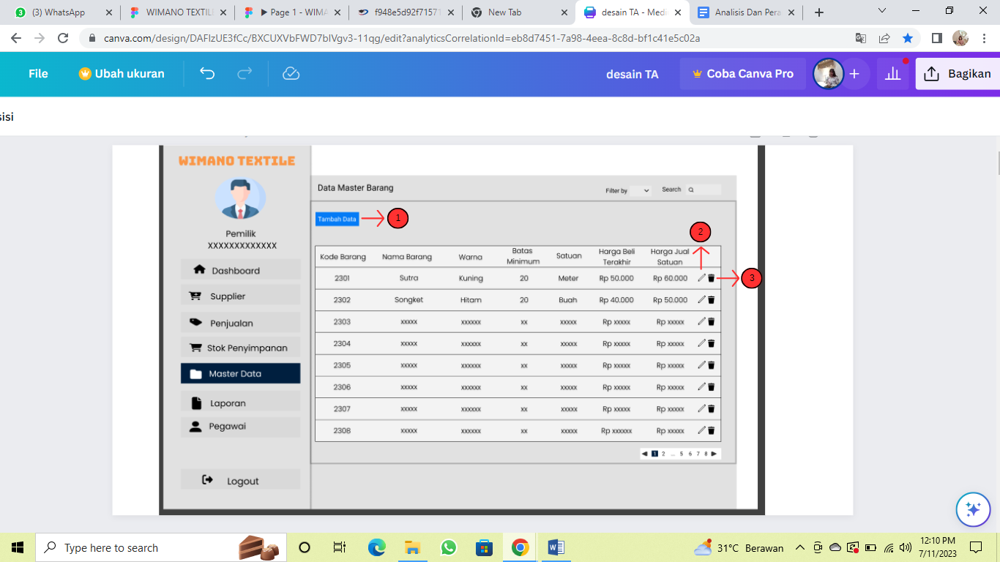 (3) WhatsApp
WIMANO TEXTIL
Page 1 - WIMA
f948e5d92f71571
New Tab
desain TA - Med
Analisis Dan Pera
canva.com/design/DAFlzUE3fCc/BXCUXVbFWD7bIVgv3-11qg/edit?analyticsCorrelationId=eb8d7451-7a98-4eea-8c8d-bf1c41e5c02a
File
Ubah ukuran
desain TA
Coba Canva Pro
Bagikan
sisi
WIMANO TEXTILE
Pemilik
XXXXXXXXXXXXX
Dashboard
Supplier
Penjualan
Stok Penyimpanan
Master Data
Laporan
Pegawai
Logout
Data Master Barang
Filter by
Search
Tambah Data
1
2
3
Kode Barang Nama Barang Warna Batas Minimum Satuan Harga Beli Terakhir Harga Jual Satuan
2301 Sutra Kuning 20 Meter Rp 50.000 Rp 60.000
2302 Songket Hitam 20 Buah Rp 40.000 Rp 50.000
2303 xxxxx xxxxxx xx xxxxx Rp xxxxx Rp xxxxx
2304 xxxxx xxxxxx xx xxxxx Rp xxxxx Rp xxxxx
2305 xxxxx xxxxxx xx xxxxx Rp xxxxx Rp xxxxx
2306 xxxxx xxxxxx xx xxxxx Rp xxxxx Rp xxxxx
2307 xxxxx xxxxxx xx xxxxx Rp xxxxx Rp xxxxx
2308 xxxxx xxxxxx xx xxxxx Rp xxxxxx Rp xxxxx
1 2 ... 5 6 7 8
Type here to search
31°C Berawan
12:10 PM
7/11/2023